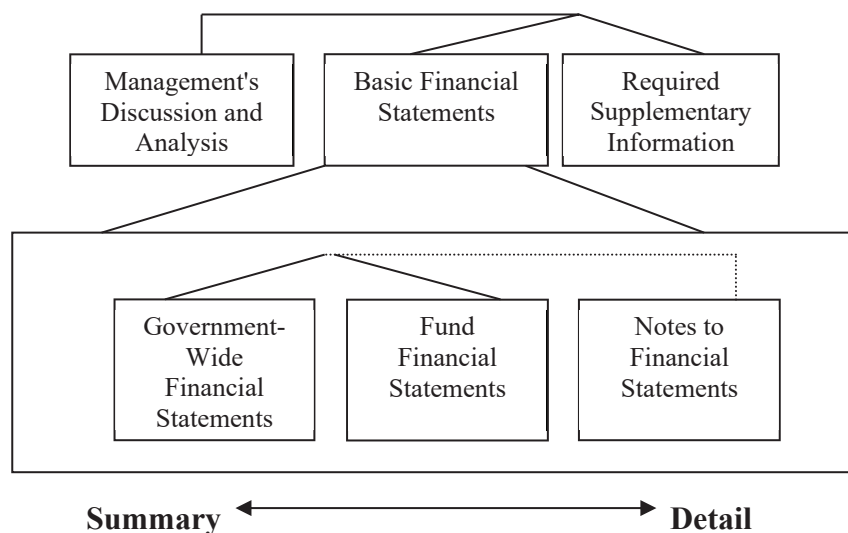 Management's
Discussion and
Analysis
Basic Financial
Statements
Required
Supplementary
Information
Government-
Wide
Financial
Statements
Fund
Financial
Statements
Notes to
Financial
Statements
Summary
Detail